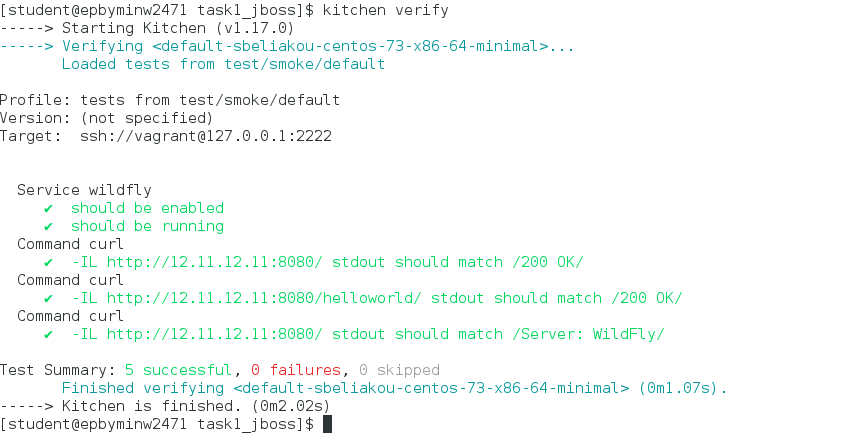 [student@epbyminw2471 task1_jboss]$ kitchen verify
-----> Starting Kitchen (v1.17.0)
-----> Verifying <default-sbeliakou-centos-73-x86-64-minimal>...
       Loaded tests from test/smoke/default
Profile: tests from test/smoke/default
Version: (not specified)
Target:  ssh://vagrant@127.0.0.1:2222
  Service wildfly
     ✔  should be enabled
     ✔  should be running
  Command curl
     ✔  -IL http://12.11.12.11:8080/ stdout should match /200 OK/
  Command curl
     ✔  -IL http://12.11.12.11:8080/helloworld/ stdout should match /200 OK/
  Command curl
     ✔  -IL http://12.11.12.11:8080/ stdout should match /Server: WildFly/
Test Summary: 5 successful, 0 failures, 0 skipped
       Finished verifying <default-sbeliakou-centos-73-x86-64-minimal> (0m1.07s).
-----> Kitchen is finished. (0m2.02s)
[student@epbyminw2471 task1_jboss]$